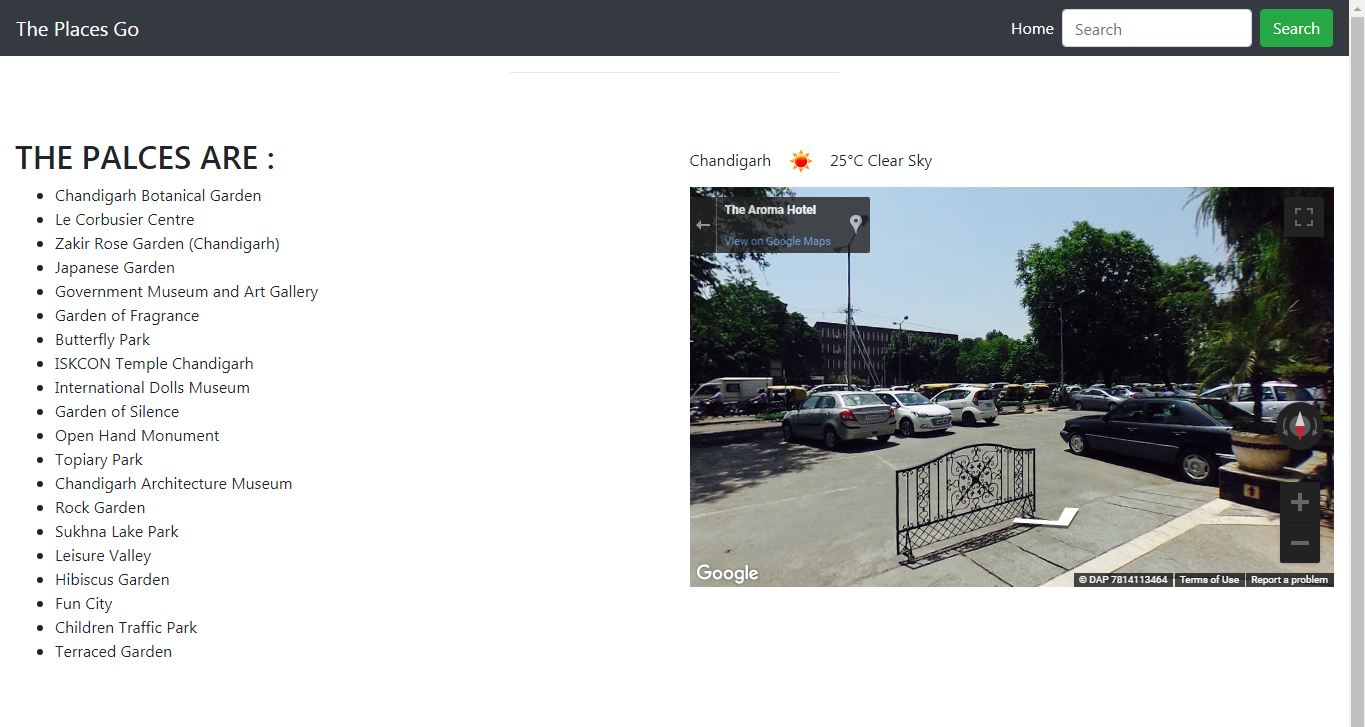 The Places Go
Home
Search
Search
THE PALCES ARE :
Chandigarh Botanical Garden
Le Corbusier Centre
Zakir Rose Garden (Chandigarh)
Japanese Garden
Government Museum and Art Gallery
Garden of Fragrance
Butterfly Park
ISKCON Temple Chandigarh
International Dolls Museum
Garden of Silence
Open Hand Monument
Topiary Park
Chandigarh Architecture Museum
Rock Garden
Sukhna Lake Park
Leisure Valley
Hibiscus Garden
Fun City
Children Traffic Park
Terraced Garden
Chandigarh
25°C Clear Sky
The Aroma Hotel
View on Google Maps
Google
© DAP 7814113464
Terms of Use
Report a problem